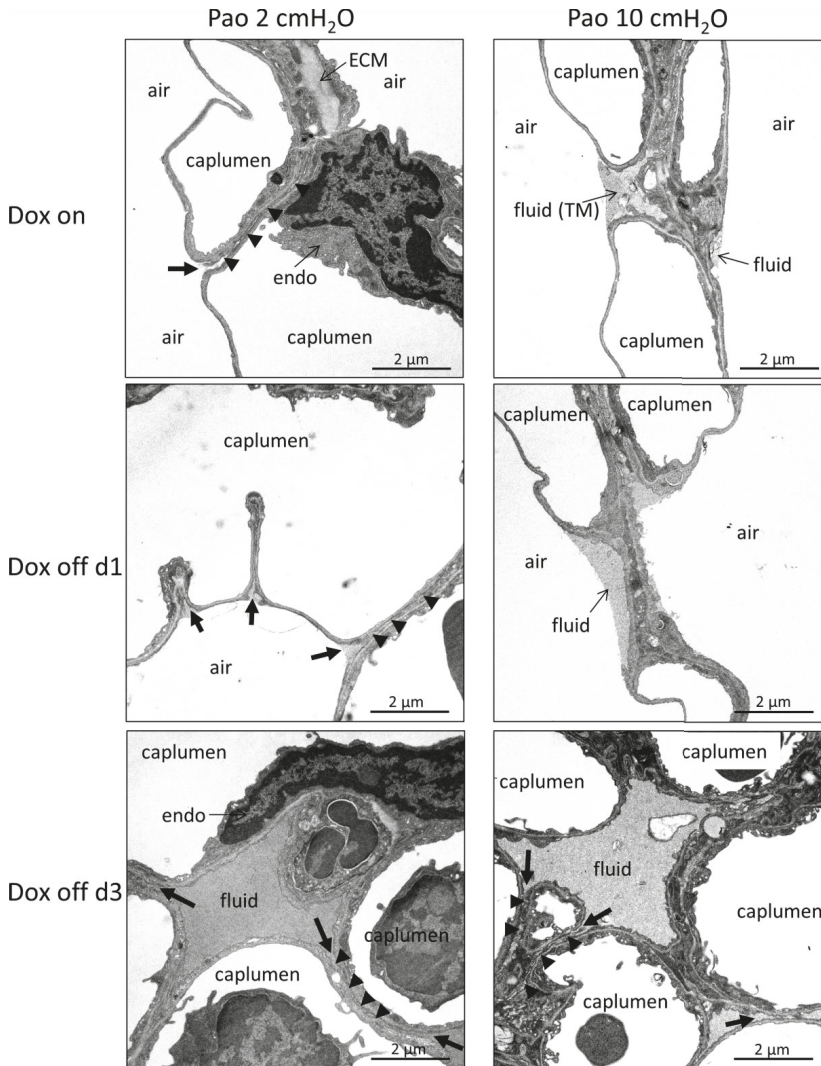 Pao 2 cmH₂O
Pao 10 cmH₂O
Dox on
ECM
air
air
caplumen
endo
air
caplumen
2 µm
caplumen
air
air
fluid (TM)
fluid
caplumen
2 µm
Dox off d1
caplumen
air
2 µm
caplumen
caplumen
air
air
fluid
2 µm
Dox off d3
caplumen
endo
fluid
caplumen
caplumen
2 µm
caplumen
caplumen
fluid
caplumen
caplumen
2 µm